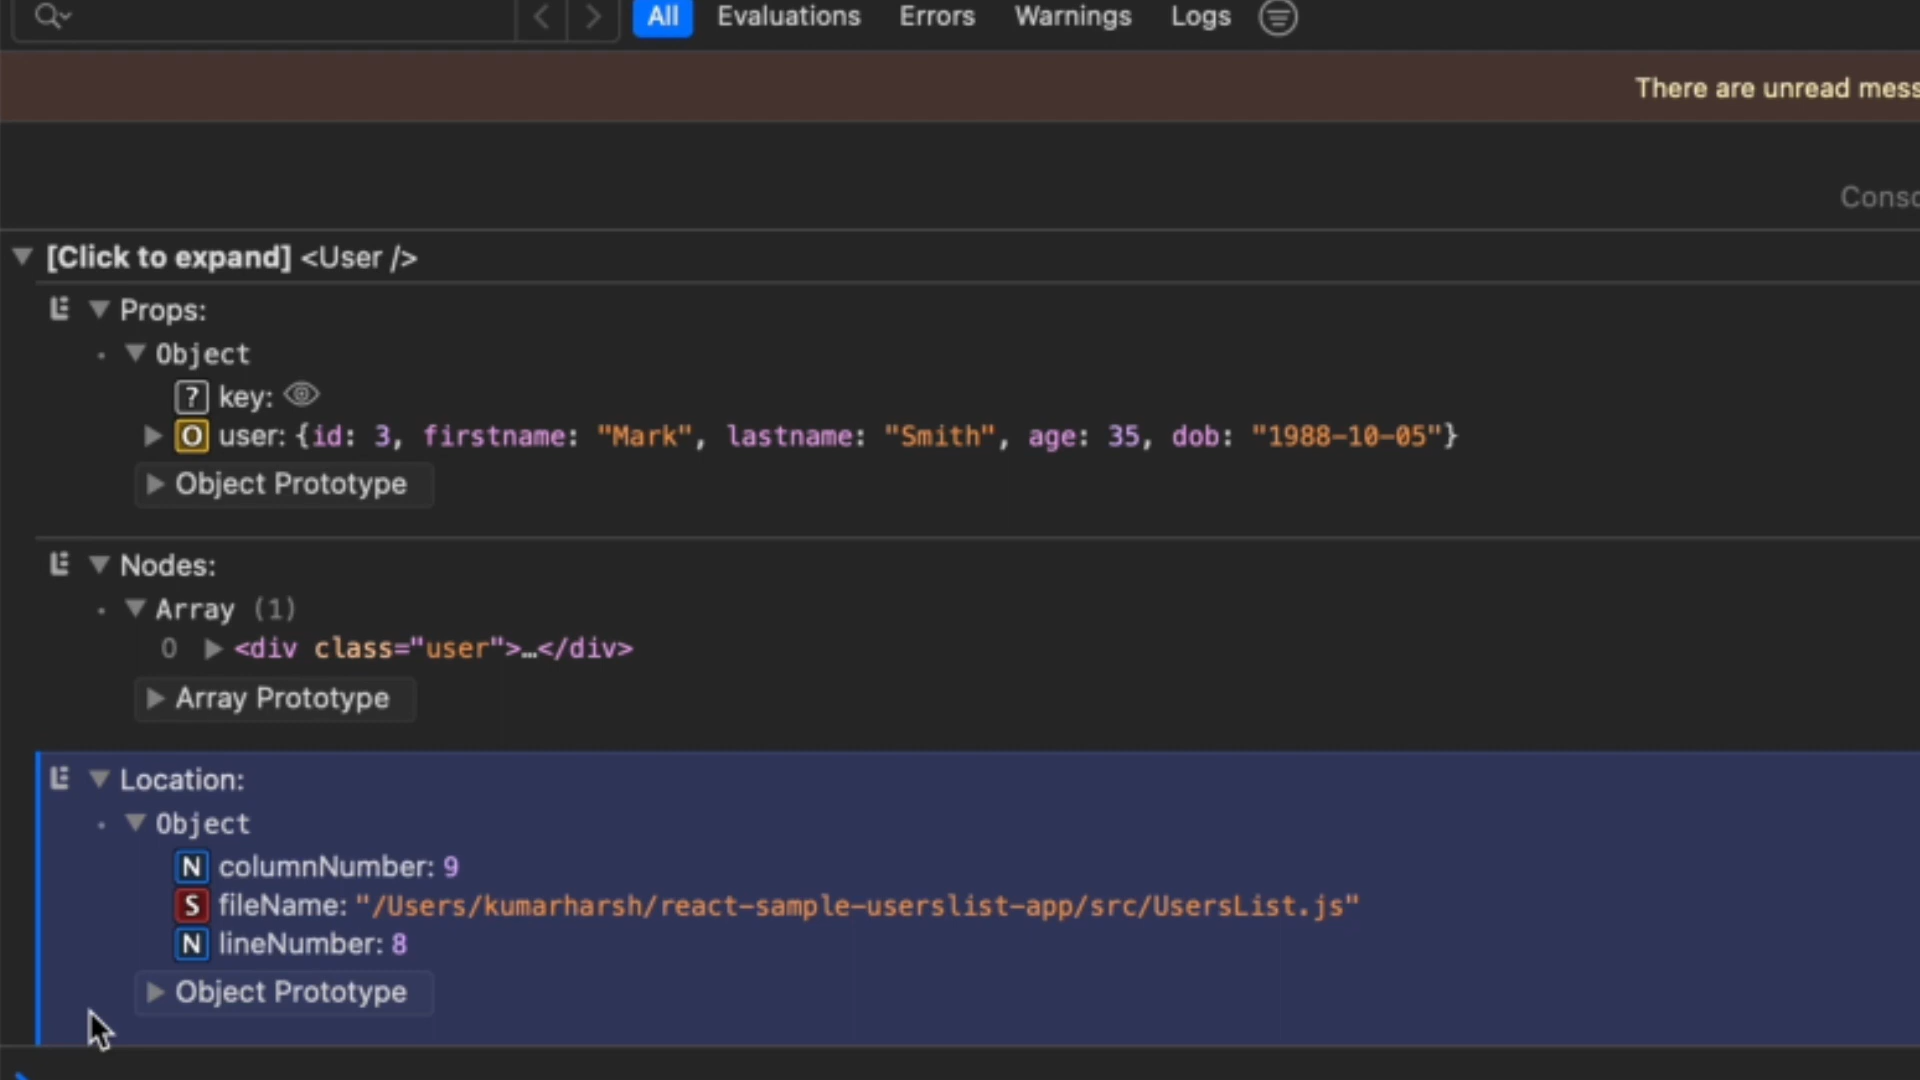 All Evaluations Errors Warnings Logs
There are unread mess
Conso
[Click to expand] <User />
Props:
Object
? key:
O user: {id: 3, firstname: "Mark", lastname: "Smith", age: 35, dob: "1988-10-05"}
Object Prototype
Nodes:
Array (1)
0 <div class="user">…</div>
Array Prototype
Location:
Object
N columnNumber: 9
S fileName: "/Users/kumarharsh/react-sample-userslist-app/src/UsersList.js"
N lineNumber: 8
Object Prototype